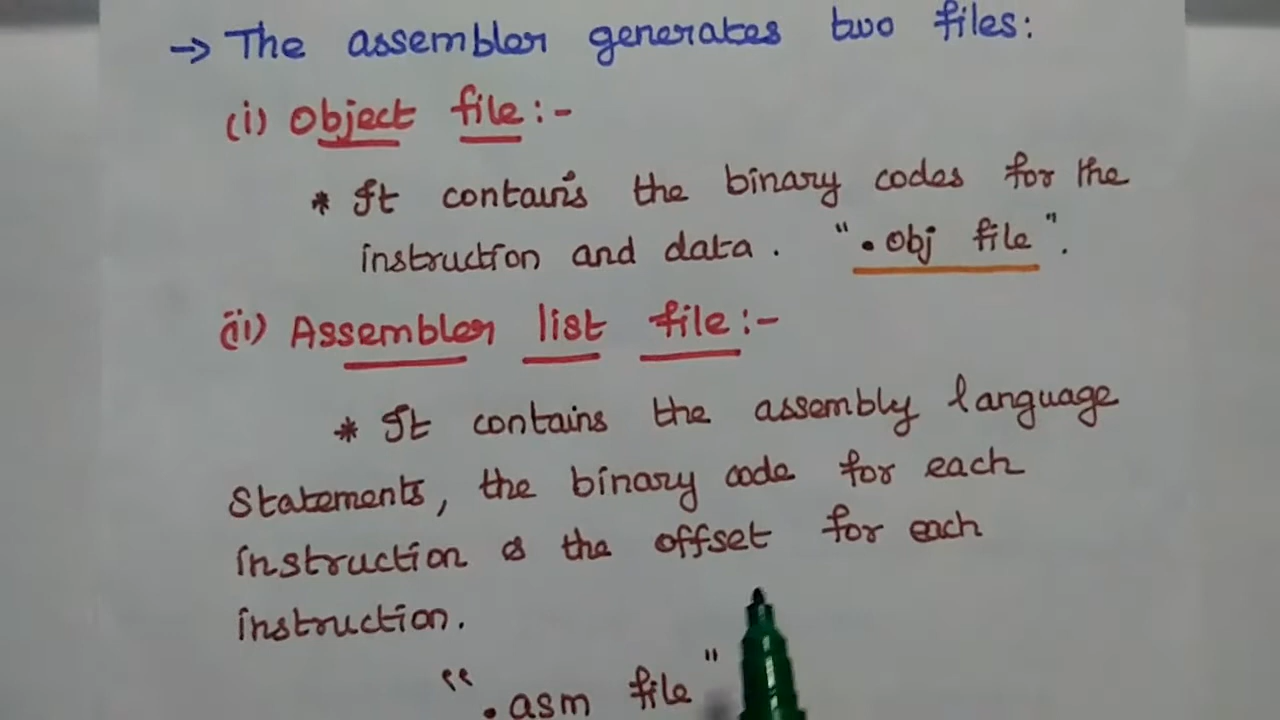 → The assembler generates two files:
(i) Object file:-
* It contains the binary codes for the
instruction and data. ".obj file".
(ii) Assembler list file:-
* It contains the assembly language
Statements, the binary code for each
instruction & the offset for each
instruction.
".asm file"